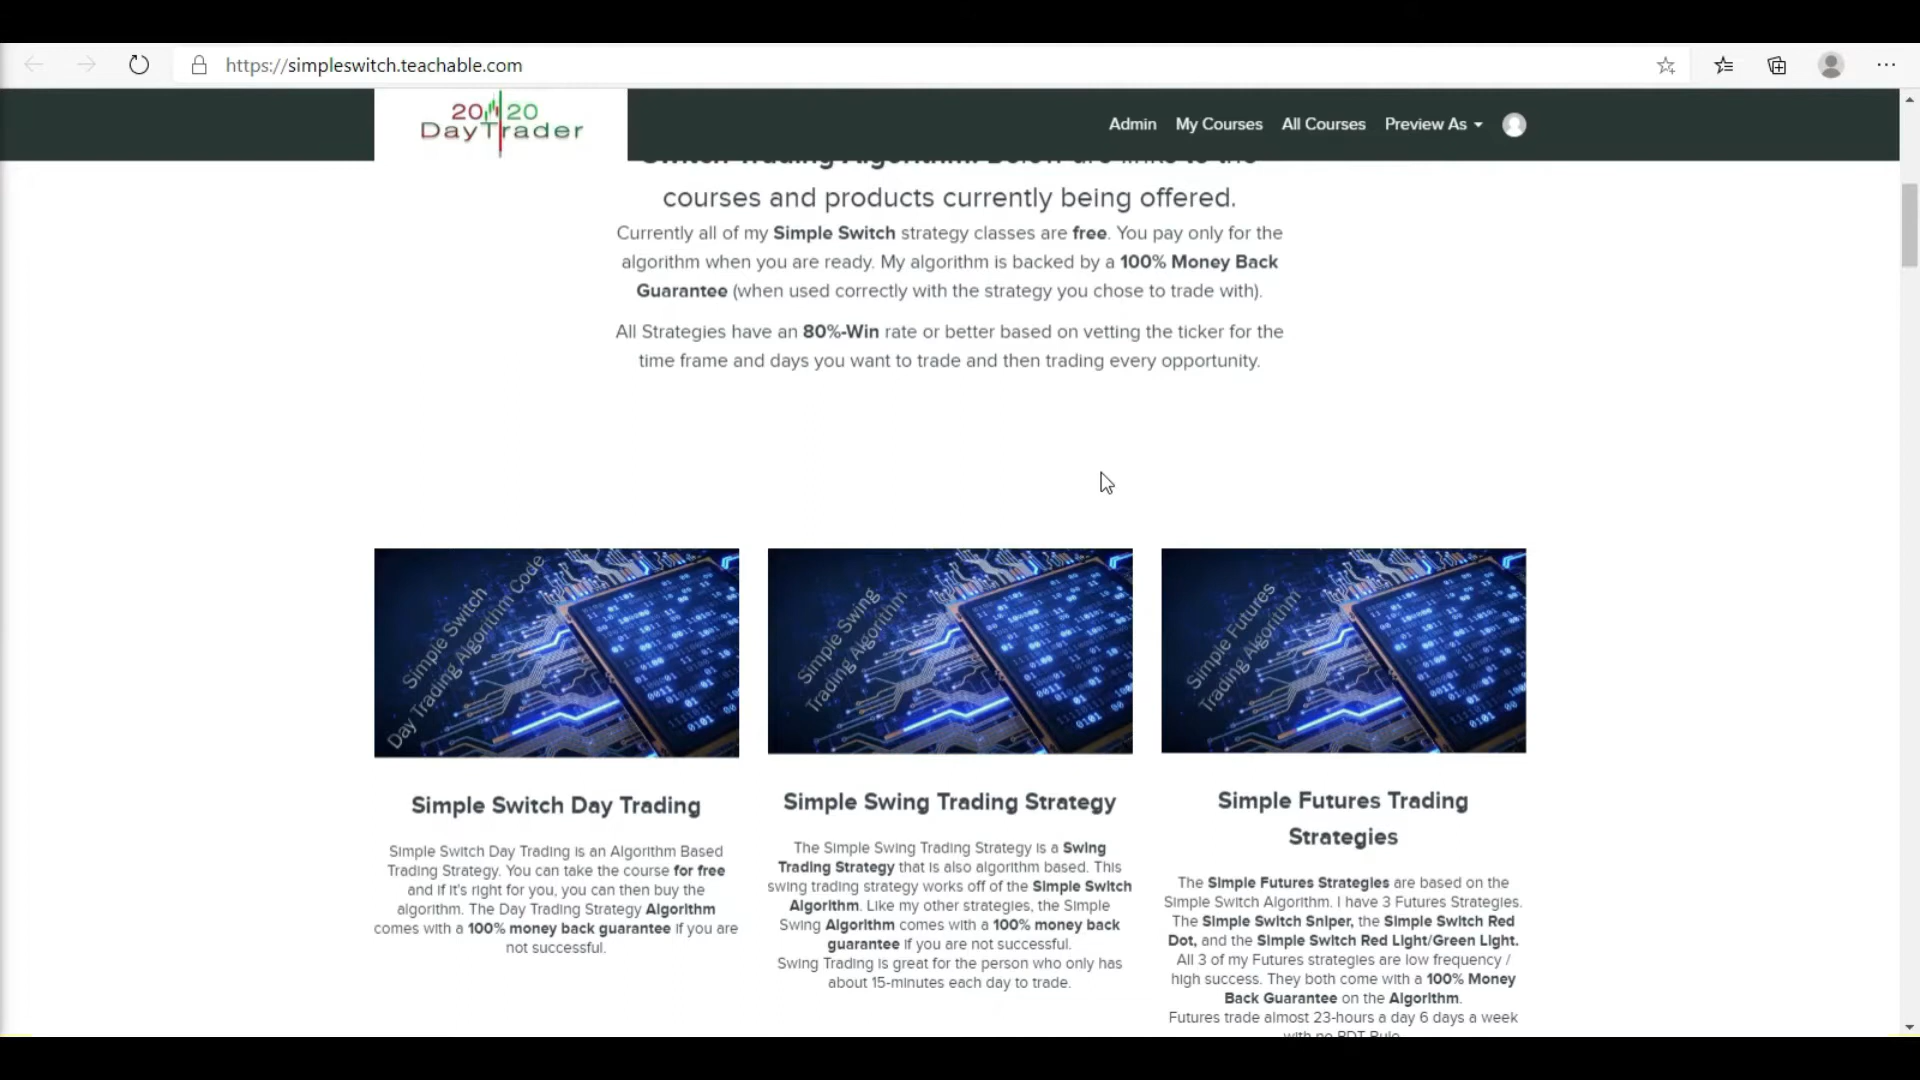 https://simpleswitch.teachable.com
20 20
DayTrader
Admin My Courses All Courses Preview As
Switch Trading Algorithm. Below are links to the
courses and products currently being offered.
Currently all of my Simple Switch strategy classes are free. You pay only for the
algorithm when you are ready. My algorithm is backed by a 100% Money Back
Guarantee (when used correctly with the strategy you chose to trade with).
All Strategies have an 80%-Win rate or better based on vetting the ticker for the
time frame and days you want to trade and then trading every opportunity.
Simple Switch
Day Trading Algorithm Code
Simple Swing
Trading Algorithm
Simple Futures
Trading Algorithm
Simple Switch Day Trading
Simple Switch Day Trading is an Algorithm Based
Trading Strategy. You can take the course for free
and if it's right for you, you can then buy the
algorithm. The Day Trading Strategy Algorithm
comes with a 100% money back guarantee if you are
not successful.
Simple Swing Trading Strategy
The Simple Swing Trading Strategy is a Swing
Trading Strategy that is also algorithm based. This
swing trading strategy works off of the Simple Switch
Algorithm. Like my other strategies, the Simple
Swing Algorithm comes with a 100% money back
guarantee if you are not successful.
Swing Trading is great for the person who only has
about 15-minutes each day to trade.
Simple Futures Trading
Strategies
The Simple Futures Strategies are based on the
Simple Switch Algorithm. I have 3 Futures Strategies.
The Simple Switch Sniper, the Simple Switch Red
Dot, and the Simple Switch Red Light/Green Light.
All 3 of my Futures strategies are low frequency /
high success. They both come with a 100% Money
Back Guarantee on the Algorithm.
Futures trade almost 23-hours a day 6 days a week
with no PDT Rule